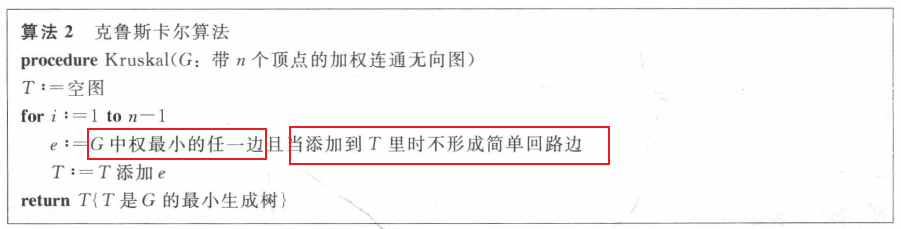 算法 2 克鲁斯卡尔算法
procedure Kruskal(G: 带 n 个顶点的加权连通无向图)
T:=空图
for i:=1 to n-1
e:=G 中权最小的任一边且当添加到 T 里时不形成简单回路边
T:=T 添加 e
return T{T 是 G 的最小生成树}